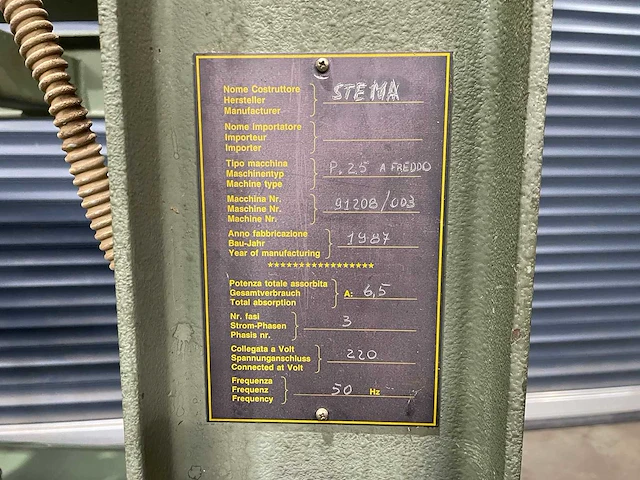 Nome Costruttore
Hersteller STEMA
Manufacturer
Nome Importatore
Importeur
Importer
Tipo macchina
Maschinentyp P. 25 A FREDDO
Machine type
Macchina Nr.
Maschine Nr. 91208/003
Machine Nr.
Anno fabbricazione
Bau-Jahr 1987
Year of manufacturing
******************
Potenza totale assorbita
Gesamtverbrauch A: 6,5
Total absorption
Nr. fasi
Strom-Phasen 3
Phasis nr.
Collegata a Volt
Spannunganschluss 220
Connected at Volt
Frequenza
Frequenz 50 Hz
Frequency